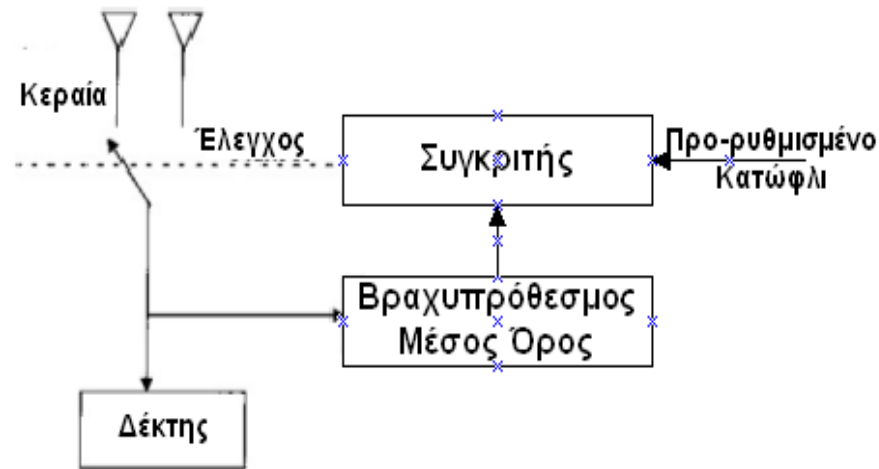 Κεραία
Έλεγχος
Συγκριτής
Προ-ρυθμισμένο
Κατώφλι
Βραχυπρόθεσμος
Μέσος Όρος
Δέκτης